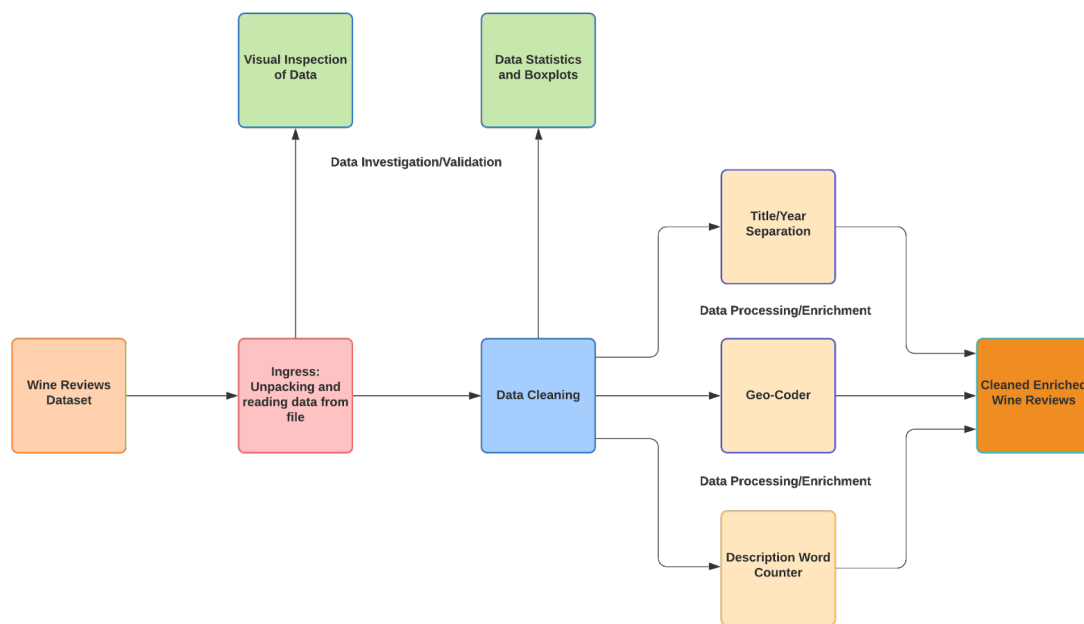 Visual Inspection
of Data
Data Statistics
and Boxplots
Data Investigation/Validation
Title/Year
Separation
Data Processing/Enrichment
Wine Reviews
Dataset
Ingress:
Unpacking and
reading data from
file
Data Cleaning
Geo-Coder
Cleaned Enriched
Wine Reviews
Data Processing/Enrichment
Description Word
Counter